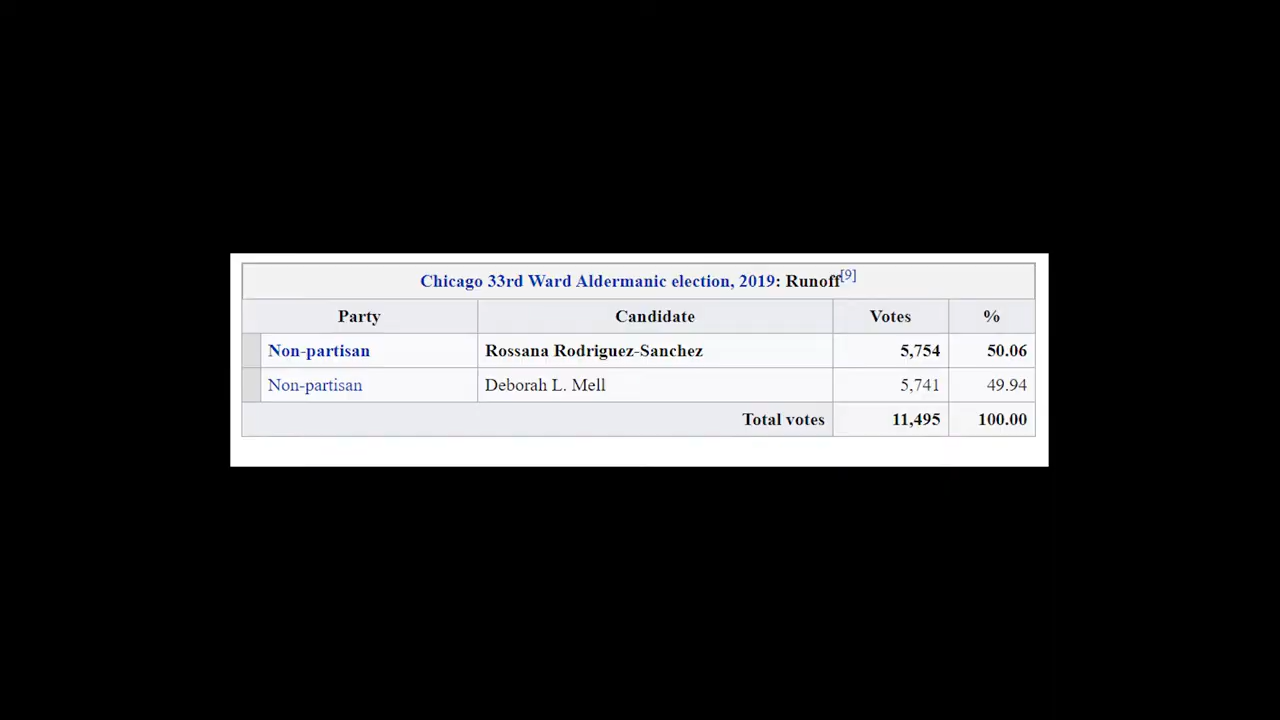 Chicago 33rd Ward Aldermanic election, 2019: Runoff[9]
Party Candidate Votes %
Non-partisan Rossana Rodriguez-Sanchez 5,754 50.06
Non-partisan Deborah L. Mell 5,741 49.94
Total votes 11,495 100.00